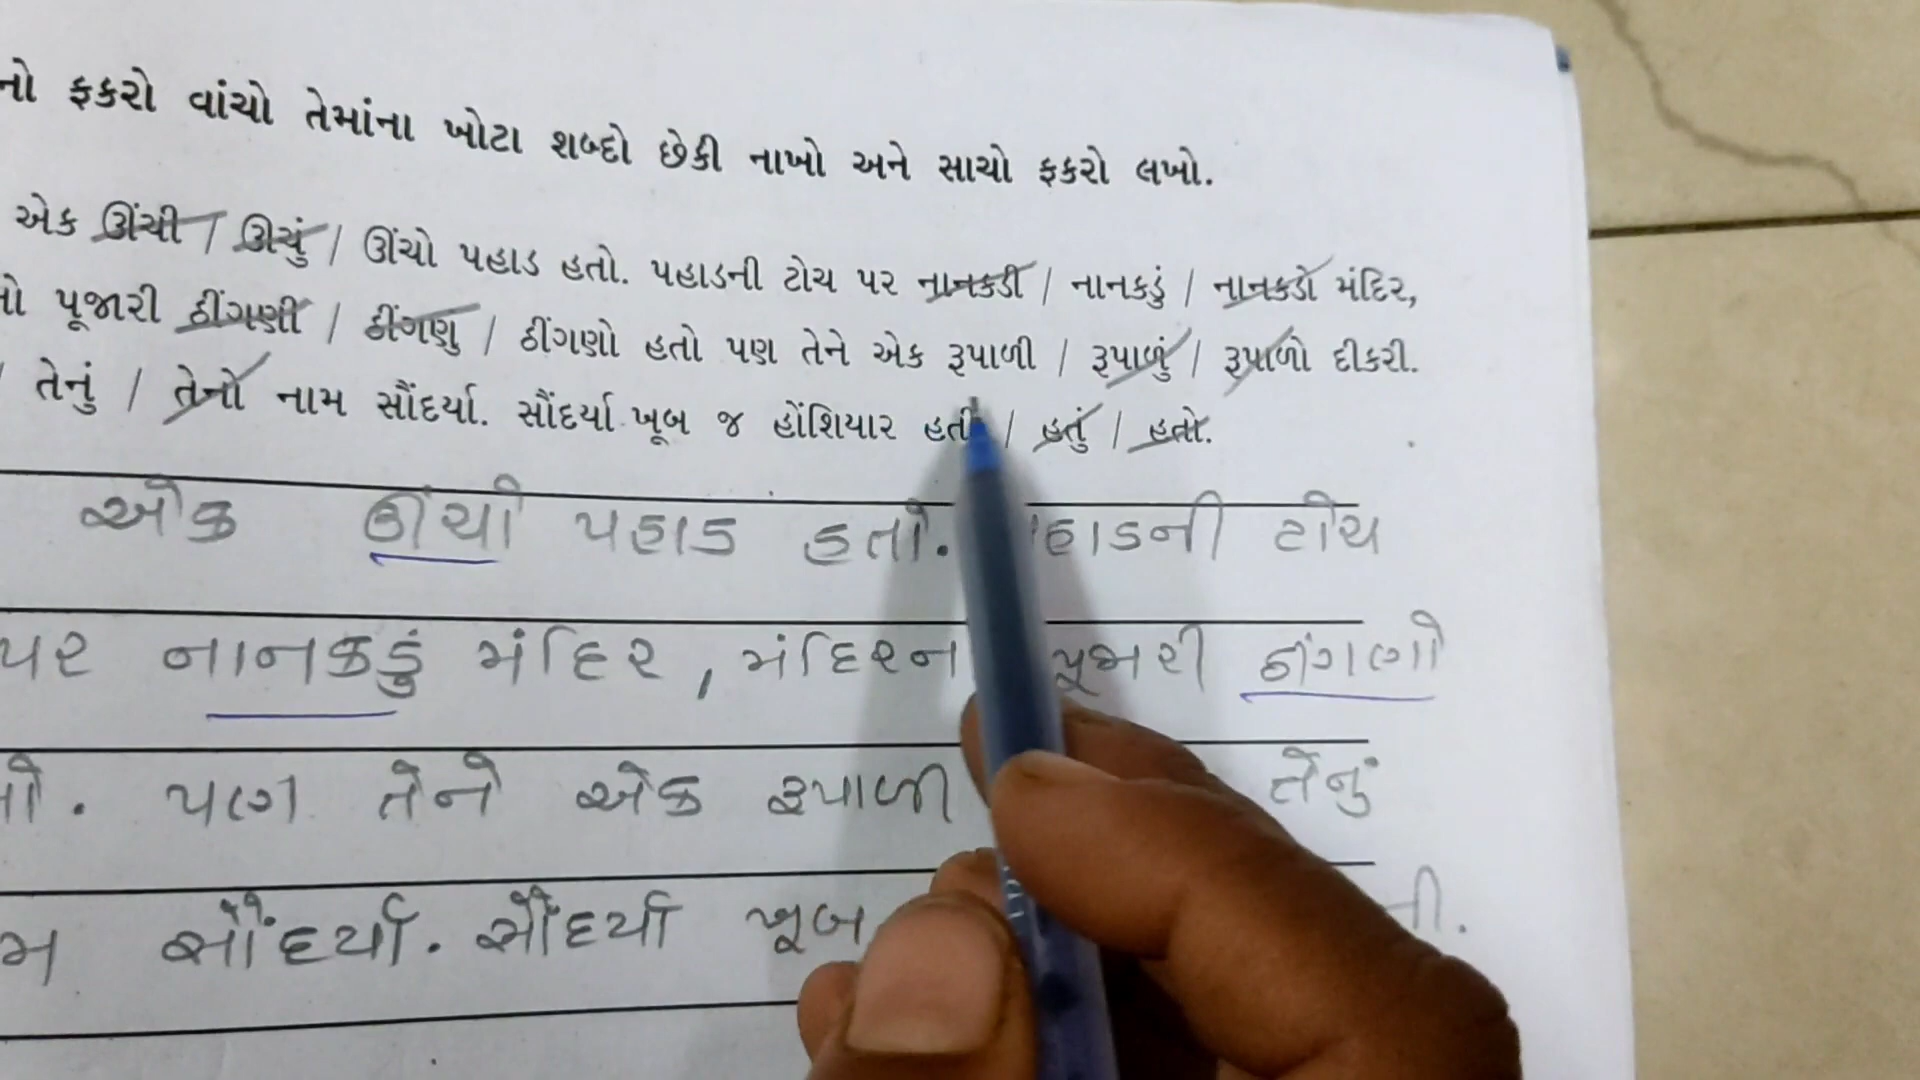 નો ફકરો વાંચો તેમાંના ખોટા શબ્દો છેકી નાખો અને સાચો ફકરો લખો.
એક ઊંચી / ઊચું / ઊંચો પહાડ હતો. પહાડની ટોચ પર નાનકડી / નાનકડું / નાનકડો મંદિર,
નો પૂજારી ઠીંગણી / ઠીંગણુ / ઠીંગણો હતો પણ તેને એક રૂપાળી / રૂપાળું / રૂપાળો દીકરી.
/ તેનું / તેનો નામ સૌંદર્યા. સૌંદર્યા ખૂબ જ હોંશિયાર હતી / હતું / હતો.
એક ઊંચો પહાડ હતો. પહાડની ટોચ
પર નાનકડું મંદિર, મંદિરન પૂજારી ઠીંગણો
તો. પણ તેને એક રૂપાળી તેનું
મ સૌંદર્યા. સૌંદર્યા ખૂબ તી.